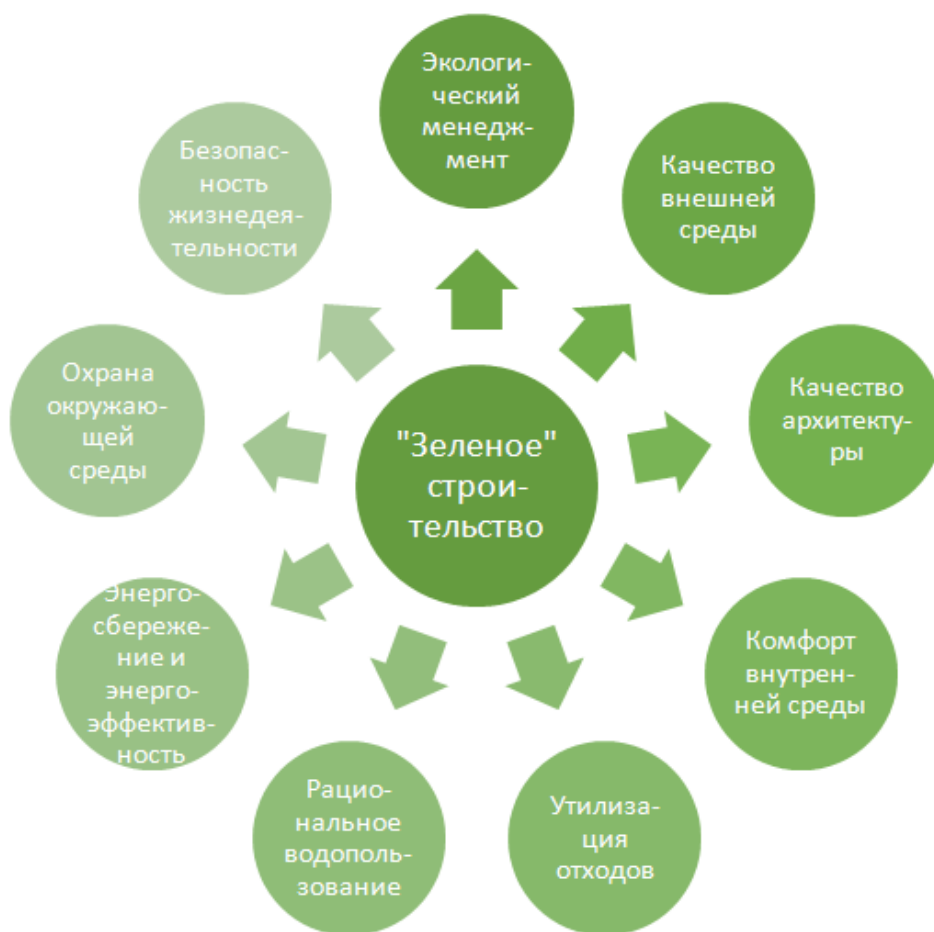 Экологи-
ческий
менедж-
мент
Качество
внешней
среды
Качество
архитекту-
ры
Комфорт
внутрен-
ней среды
Утилиза-
ция
отходов
Рацио-
нальное
водополь-
зование
Энерго-
сбереже-
ние и
энерго-
эффектив-
ность
Охрана
окружаю-
щей
среды
Безопас-
ность
жизнедея-
тельности
"Зеленое"
строи-
тельство